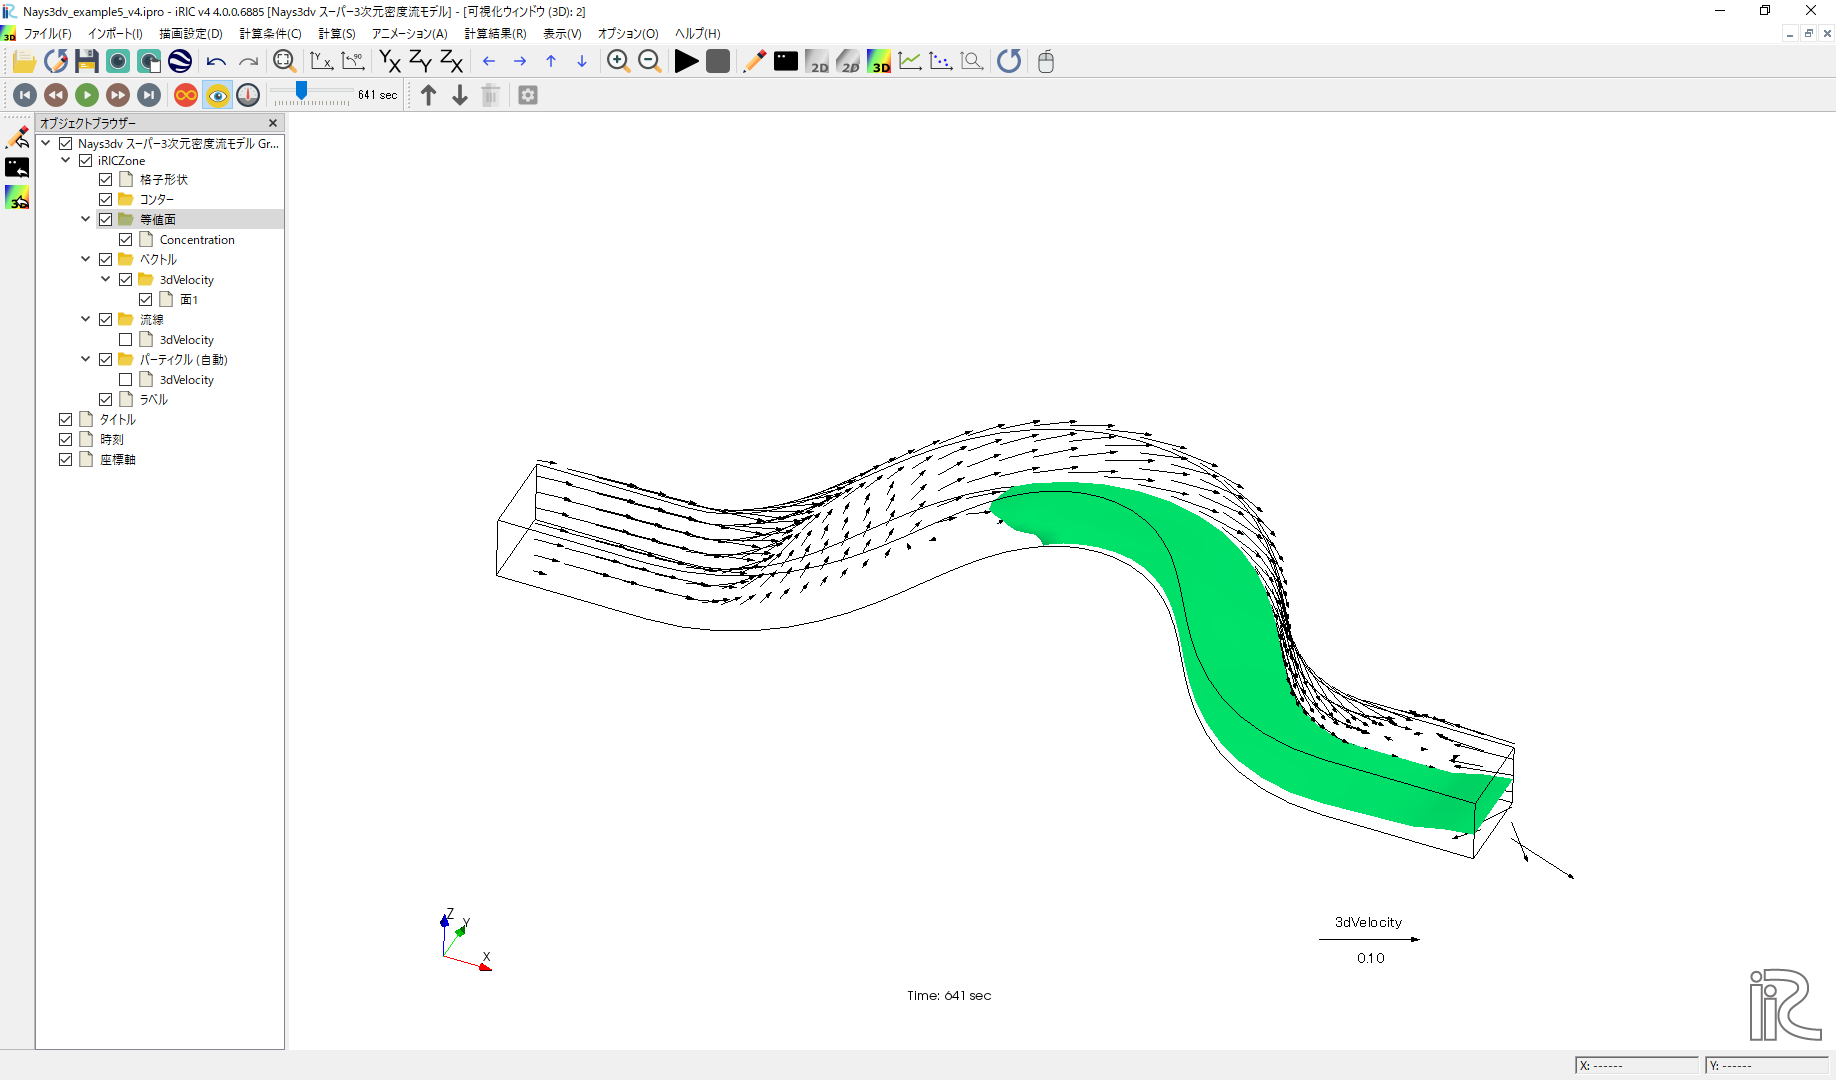 Nays3dv_example5_v4.ipro - iRIC v4 4.0.0.6885 [Nays3dv スーパー3次元密度流モデル] - [可視化ウィンドウ (3D): 2]
ファイル(F) インポート(I) 描画設定(D) 計算条件(C) 計算(S) アニメーション(A) 計算結果(R) 表示(V) オプション(O) ヘルプ(H)
641 sec
オブジェクトブラウザー
Nays3dv スーパー3次元密度流モデル Gr...
iRICZone
格子形状
コンター
等値面
Concentration
ベクトル
3dVelocity
面1
流線
3dVelocity
パーティクル (自動)
3dVelocity
ラベル
タイトル
時刻
座標軸
Z
Y
X
3dVelocity
0.10
Time: 641 sec
iRIC
X: ------
Y: ------